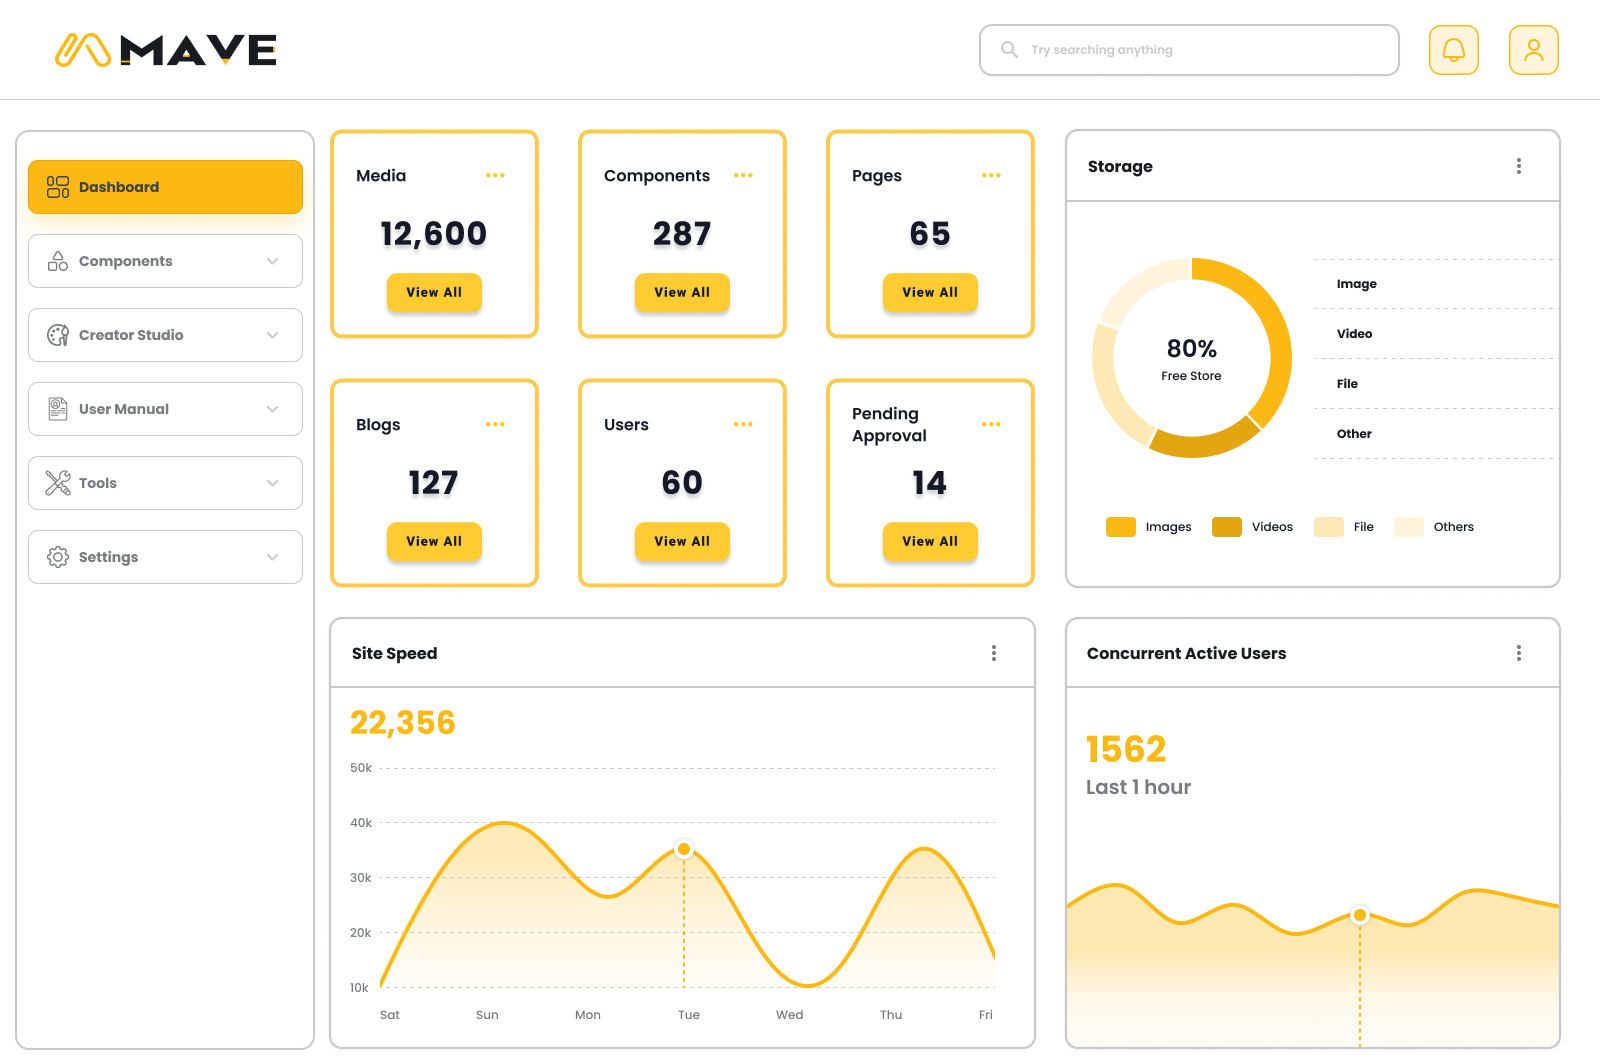 MAVE
Try searching anything
Dashboard
Components
Creator Studio
User Manual
Tools
Settings
Media
12,600
View All
Components
287
View All
Pages
65
View All
Blogs
127
View All
Users
60
View All
Pending
Approval
14
View All
Storage
80%
Free Store
Image
Video
File
Other
Images
Videos
File
Others
Site Speed
22,356
50k
40k
30k
20k
10k
Sat
Sun
Mon
Tue
Wed
Thu
Fri
Concurrent Active Users
1562
Last 1 hour